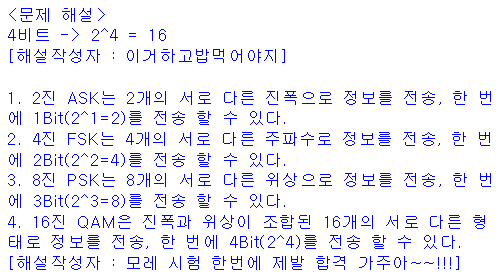 <문제 해설>
4비트 -> 2^4 = 16
[해설작성자 : 이거하고밥먹어야지]

1. 2진 ASK는 2개의 서로 다른 진폭으로 정보를 전송, 한 번
에 1Bit(2^1=2)를 전송 할 수 있다.
2. 4진 FSK는 4개의 서로 다른 주파수로 정보를 전송, 한 번
에 2Bit(2^2=4)를 전송 할 수 있다.
3. 8진 PSK는 8개의 서로 다른 위상으로 정보를 전송, 한 번
에 3Bit(2^3=8)를 전송 할 수 있다.
4. 16진 QAM은 진폭과 위상이 조합된 16개의 서로 다른 형
태로 정보를 전송, 한 번에 4Bit(2^4)를 전송 할 수 있다.
[해설작성자 : 모레 시험 한번에 제발 합격 가주아~~!!!]